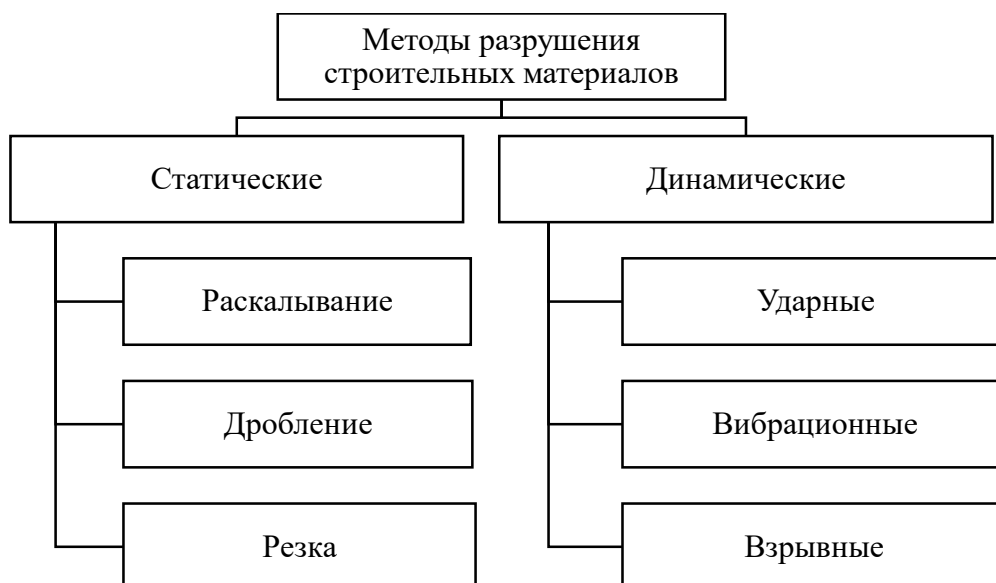 Методы разрушения
строительных материалов
Статические
Динамические
Раскалывание
Ударные
Дробление
Вибрационные
Резка
Взрывные